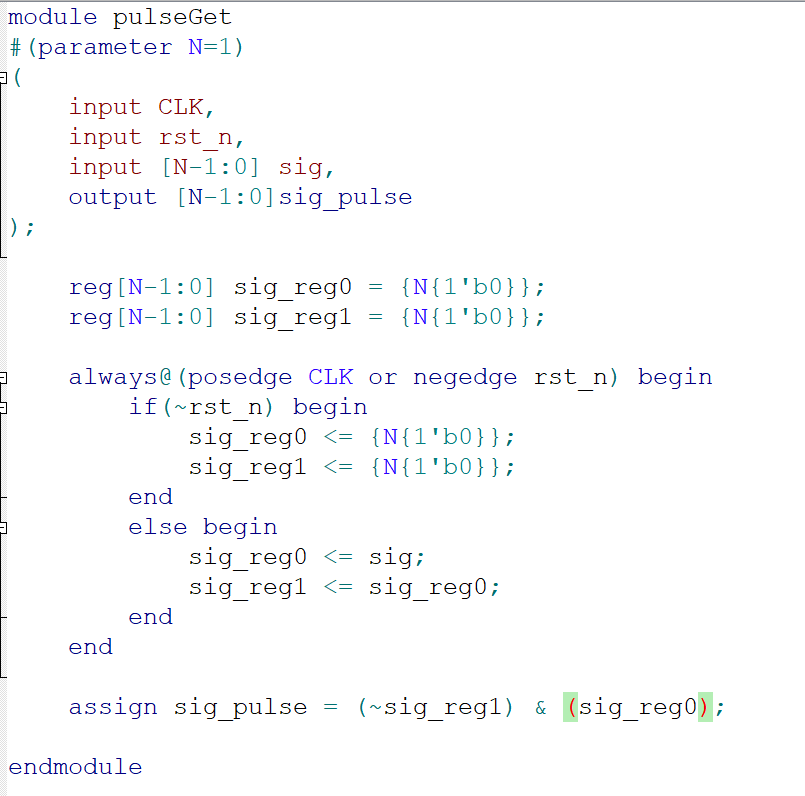 module pulseGet
#(parameter N=1)
(
    input CLK,
    input rst_n,
    input [N-1:0] sig,
    output [N-1:0]sig_pulse
);
    reg[N-1:0] sig_reg0 = {N{1'b0}};
    reg[N-1:0] sig_reg1 = {N{1'b0}};
    always@(posedge CLK or negedge rst_n) begin
        if(~rst_n) begin
            sig_reg0 <= {N{1'b0}};
            sig_reg1 <= {N{1'b0}};
        end
        else begin
            sig_reg0 <= sig;
            sig_reg1 <= sig_reg0;
        end
    end
    assign sig_pulse = (~sig_reg1) & (sig_reg0);
endmodule